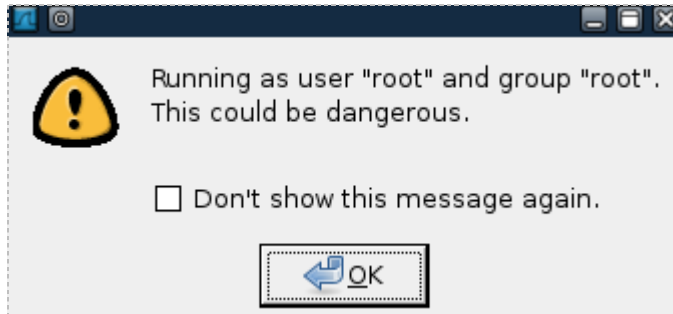 Running as user "root" and group "root".
This could be dangerous.
Don't show this message again.
OK